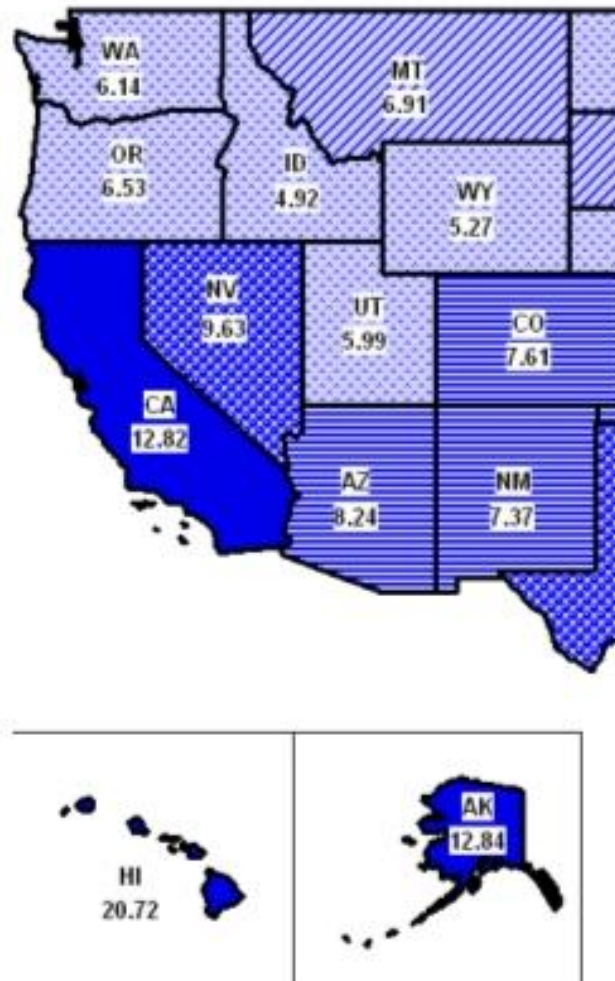 WA
6.14
MT
6.91
OR
6.53
ID
4.92
WY
5.27
NV
9.63
UT
5.99
CO
7.61
CA
12.82
AZ
8.24
NM
7.37
HI
20.72
AK
12.84